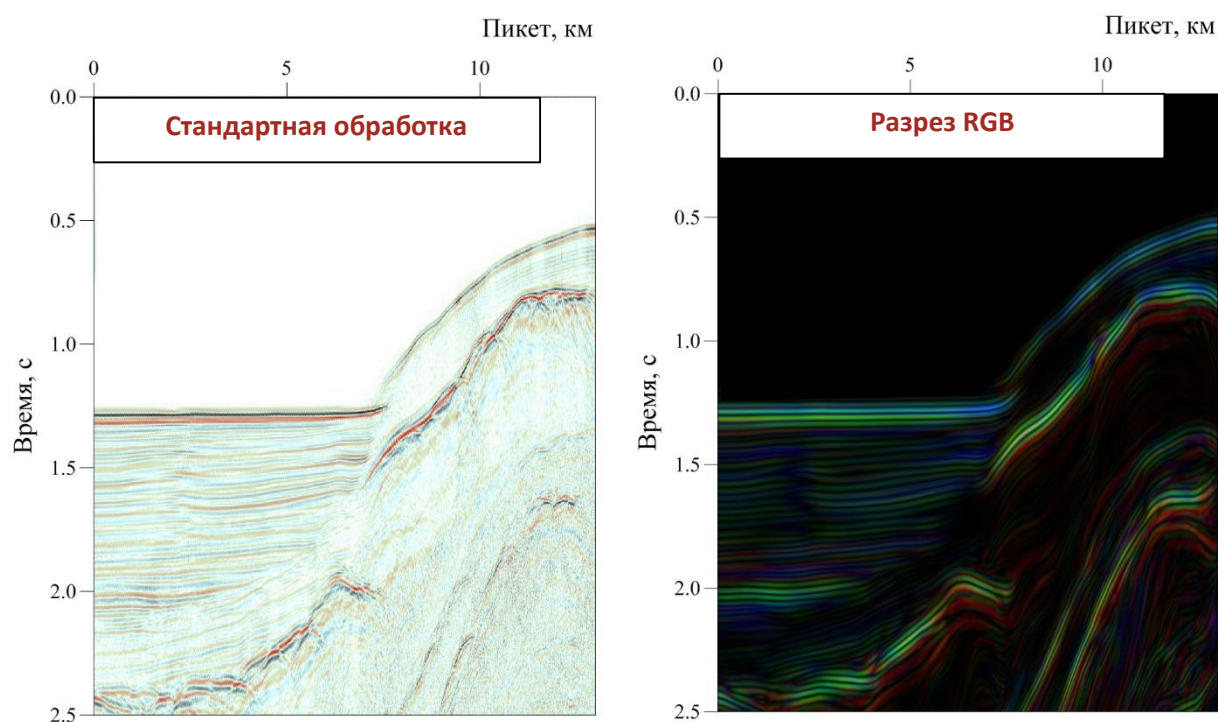 Пикет, км
0 5 10
0.0
Стандартная обработка
0.5
1.0
Время, с
1.5
2.0
2.5
Пикет, км
0 5 10
0.0
Разрез RGB
0.5
1.0
Время, с
1.5
2.0
2.5